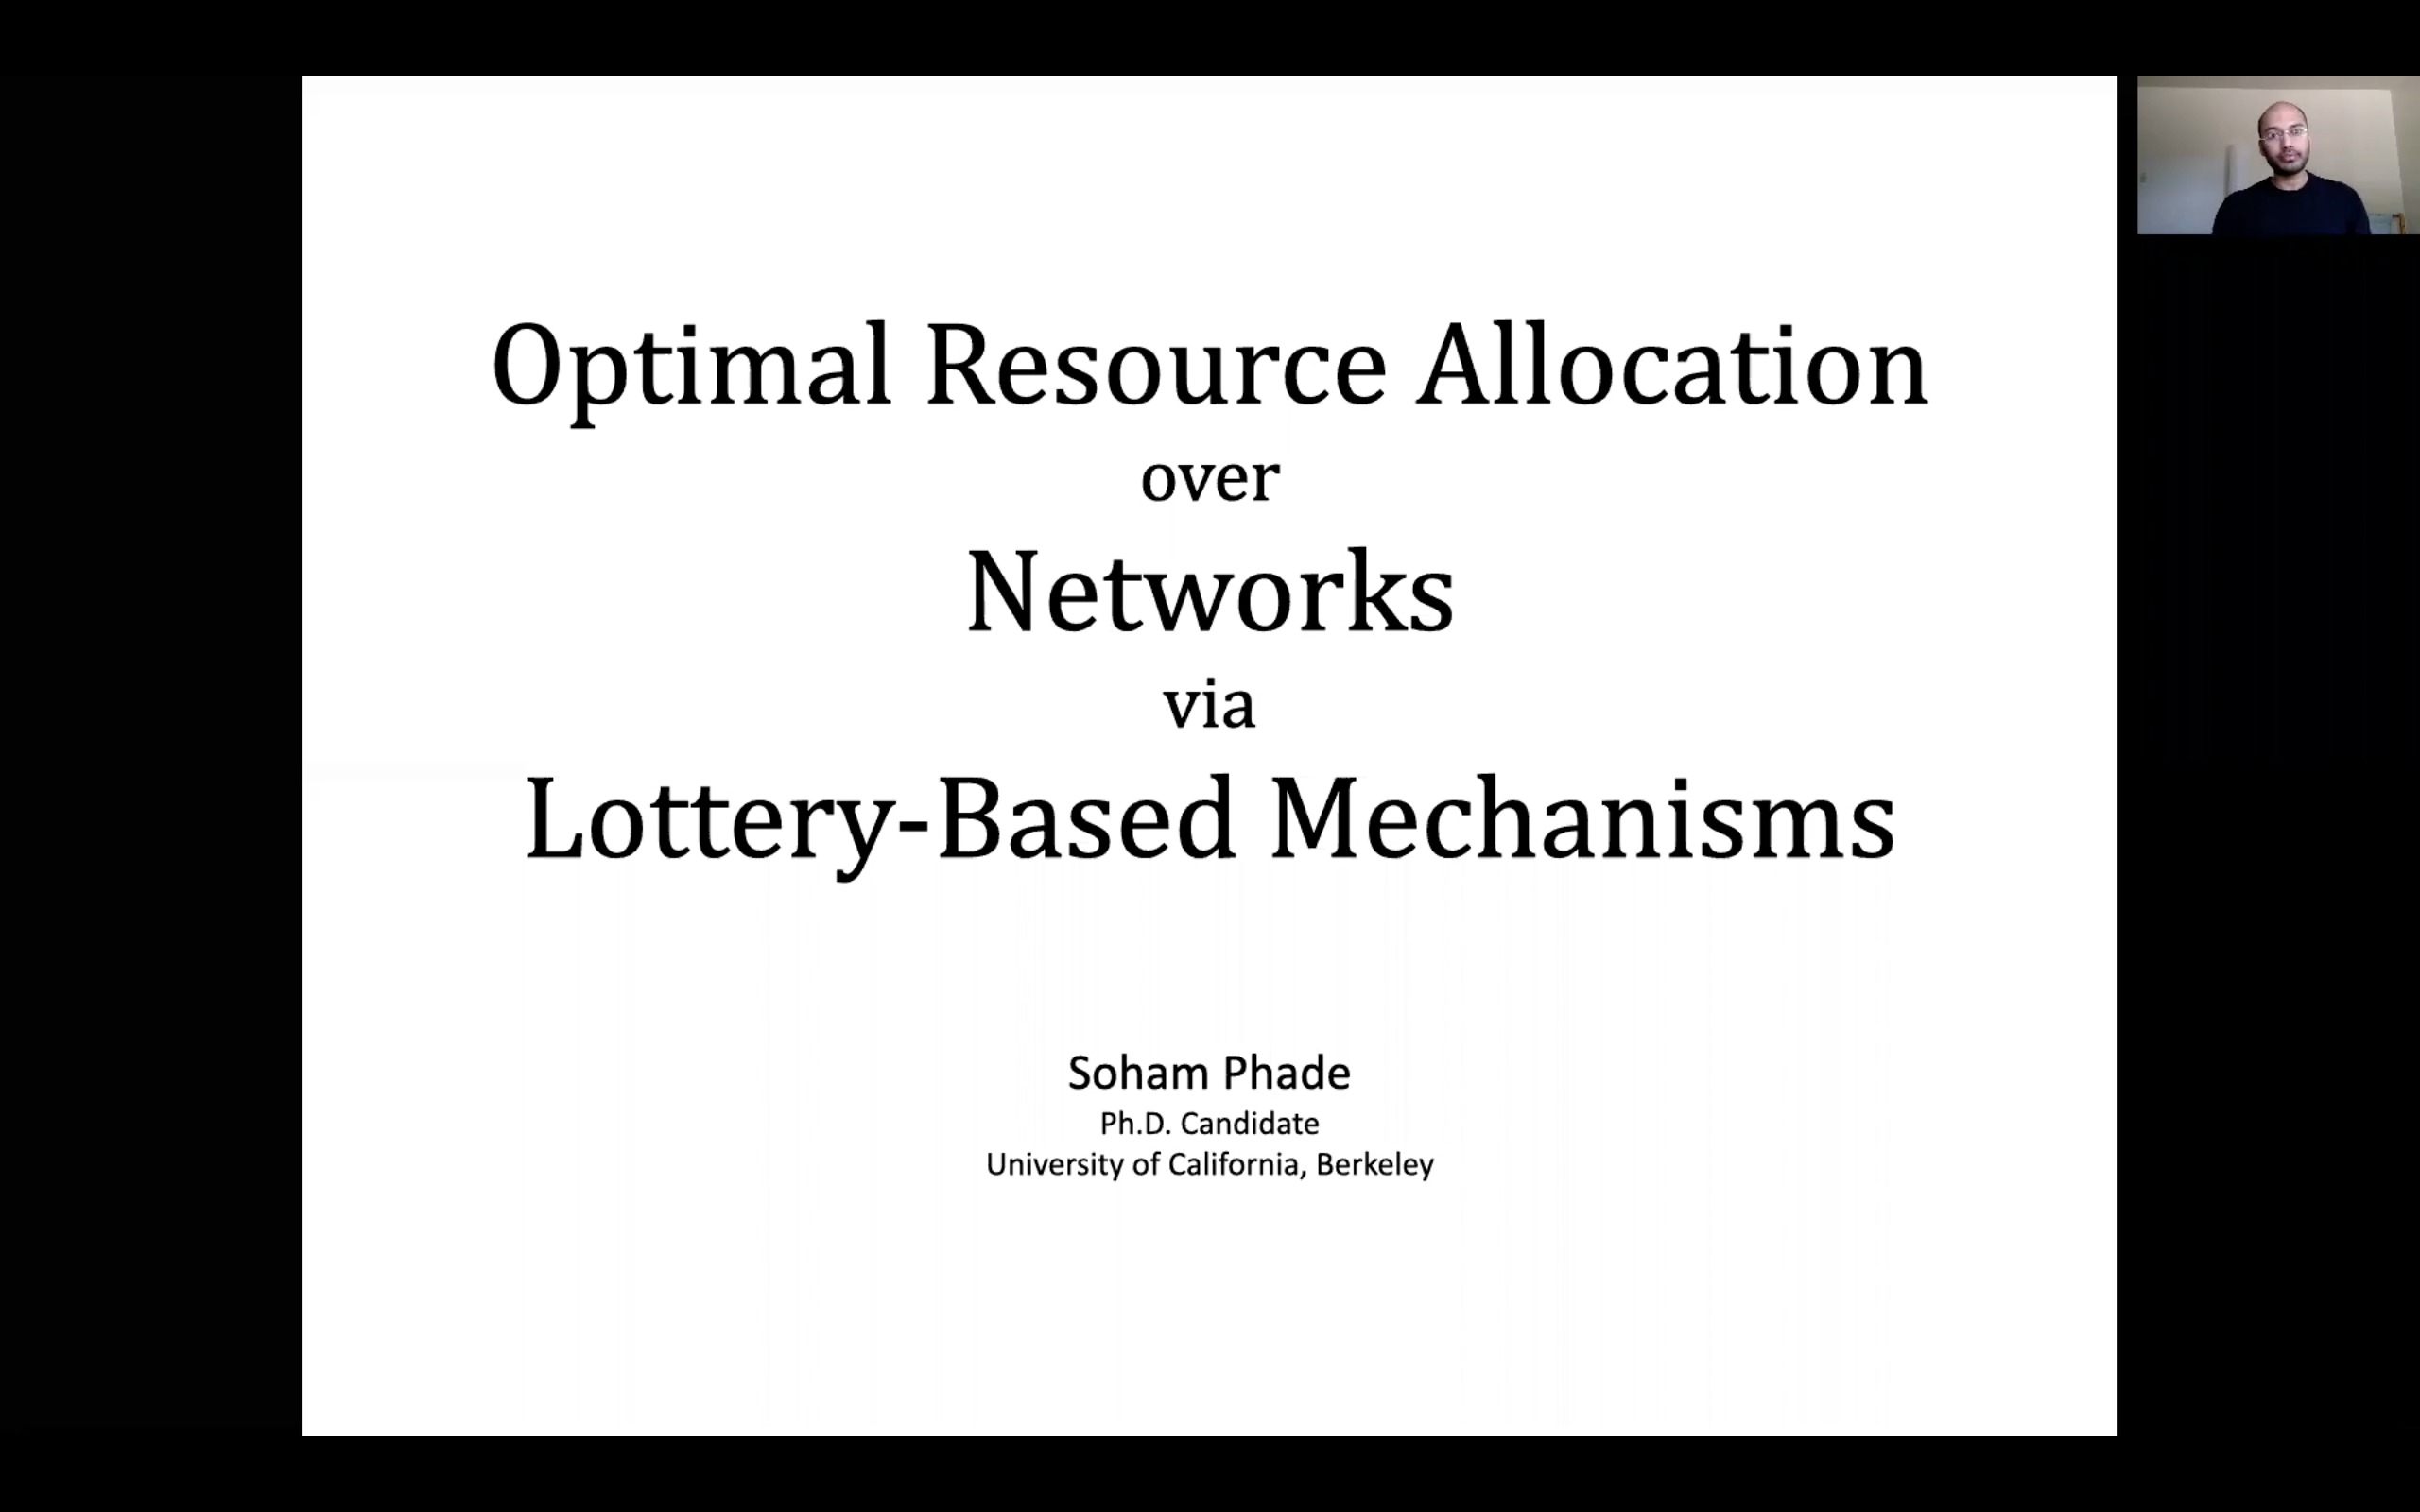 Optimal Resource Allocation
over
Networks
via
Lottery-Based Mechanisms
Soham Phade
Ph.D. Candidate
University of California, Berkeley